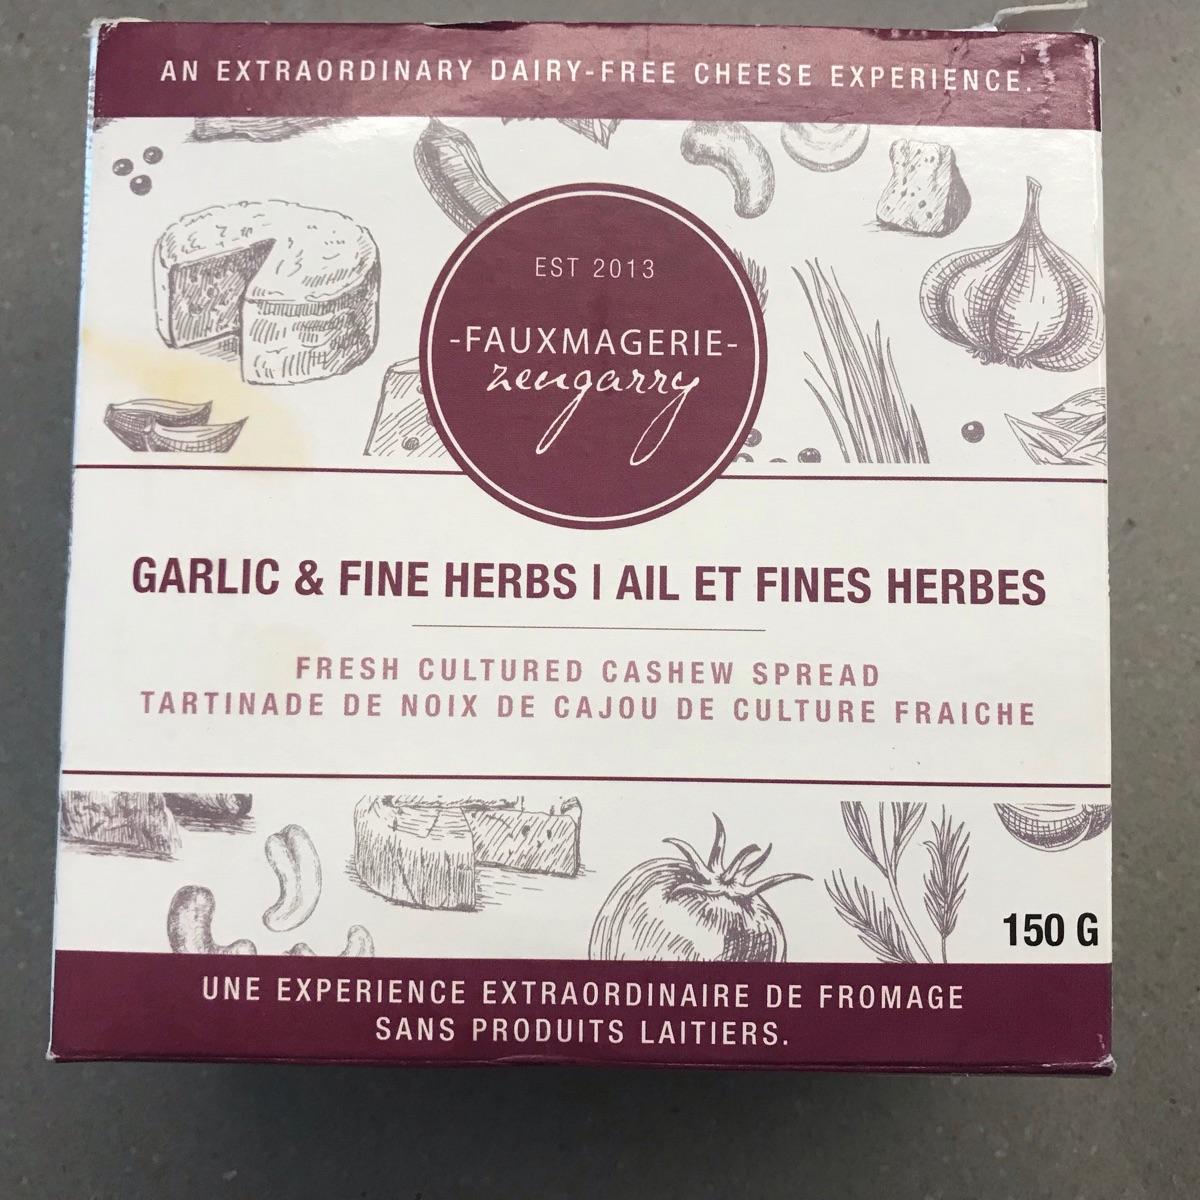 AN EXTRAORDINARY DAIRY-FREE CHEESE EXPERIENCE.
EST 2013
-FAUXMAGERIE-
zengarry
GARLIC & FINE HERBS | AIL ET FINES HERBES
FRESH CULTURED CASHEW SPREAD
TARTINADE DE NOIX DE CAJOU DE CULTURE FRAICHE
150 G
UNE EXPERIENCE EXTRAORDINAIRE DE FROMAGE
SANS PRODUITS LAITIERS.